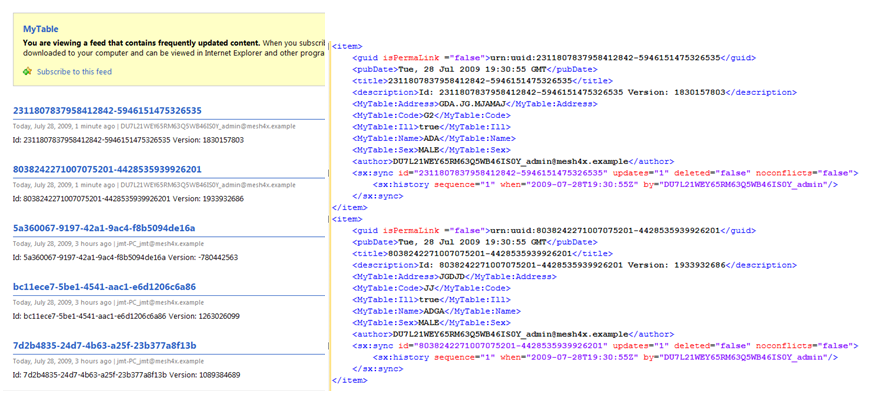 MyTable
You are viewing a feed that contains frequently updated content. When you subscri
downloaded to your computer and can be viewed in Internet Explorer and other progra
Subscribe to this feed
2311807837958412842-5946151475326535
Today, July 28, 2009, 1 minute ago | DU7L21WEY65RM63Q5WB46IS0Y_admin@mesh4x.example
Id: 2311807837958412842-5946151475326535 Version: 1830157803
8038242271007075201-4428535939926201
Today, July 28, 2009, 1 minute ago | DU7L21WEY65RM63Q5WB46IS0Y_admin@mesh4x.example
Id: 8038242271007075201-4428535939926201 Version: 1933932686
5a360067-9197-42a1-9ac4-f8b5094de16a
Today, July 28, 2009, 3 hours ago | jmt-PC_jmt@mesh4x.example
Id: 5a360067-9197-42a1-9ac4-f8b5094de16a Version: -780442563
bc11ece7-5be1-4541-aac1-e6d1206c6a86
Today, July 28, 2009, 3 hours ago | jmt-PC_jmt@mesh4x.example
Id: bc11ece7-5be1-4541-aac1-e6d1206c6a86 Version: 1263026099
7d2b4835-24d7-4b63-a25f-23b377a8f13b
Today, July 28, 2009, 3 hours ago | jmt-PC_jmt@mesh4x.example
Id: 7d2b4835-24d7-4b63-a25f-23b377a8f13b Version: 1089384689
<item>
<guid isPermaLink ="false">urn:uuid:2311807837958412842-5946151475326535</guid>
<pubDate>Tue, 28 Jul 2009 19:30:55 GMT</pubDate>
<title>2311807837958412842-5946151475326535</title>
<description>Id: 2311807837958412842-5946151475326535 Version: 1830157803</description>
<MyTable:Address>GDA.JG.MJAMAJ</MyTable:Address>
<MyTable:Code>G2</MyTable:Code>
<MyTable:Ill>true</MyTable:Ill>
<MyTable:Name>ADA</MyTable:Name>
<MyTable:Sex>MALE</MyTable:Sex>
<author>DU7L21WEY65RM63Q5WB46IS0Y_admin@mesh4x.example</author>
<sx:sync id="2311807837958412842-5946151475326535" updates="1" deleted="false" noconflicts="false">
<sx:history sequence="1" when="2009-07-28T19:30:55Z" by="DU7L21WEY65RM63Q5WB46IS0Y_admin"/>
</sx:sync>
</item>
<item>
<guid isPermaLink ="false">urn:uuid:8038242271007075201-4428535939926201</guid>
<pubDate>Tue, 28 Jul 2009 19:30:55 GMT</pubDate>
<title>8038242271007075201-4428535939926201</title>
<description>Id: 8038242271007075201-4428535939926201 Version: 1933932686</description>
<MyTable:Address>JGDJD</MyTable:Address>
<MyTable:Code>JJ</MyTable:Code>
<MyTable:Ill>true</MyTable:Ill>
<MyTable:Name>ADGA</MyTable:Name>
<MyTable:Sex>MALE</MyTable:Sex>
<author>DU7L21WEY65RM63Q5WB46IS0Y_admin@mesh4x.example</author>
<sx:sync id="8038242271007075201-4428535939926201" updates="1" deleted="false" noconflicts="false">
<sx:history sequence="1" when="2009-07-28T19:30:55Z" by="DU7L21WEY65RM63Q5WB46IS0Y_admin"/>
</sx:sync>
</item>